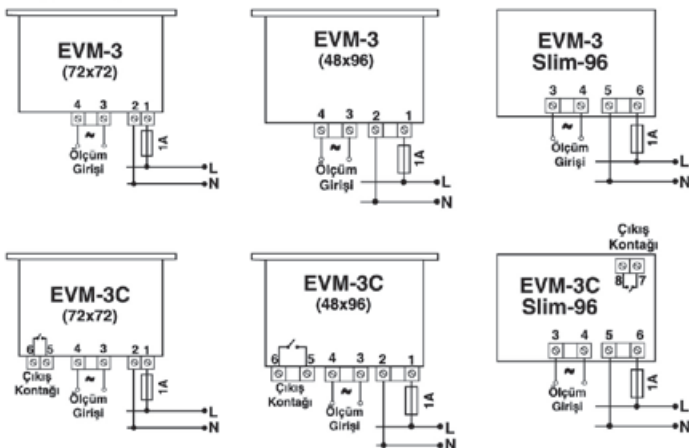 EVM-3
(72x72)
4 3 2 1
~
Ölçüm
Girişi
1A
L
N
EVM-3
(48x96)
4 3 2 1
~
Ölçüm
Girişi
1A
L
N
EVM-3
Slim-96
3 4 5 6
~
Ölçüm
Girişi
1A
L
N
EVM-3C
(72x72)
6 5 4 3 2 1
~
Çıkış
Kontağı
Ölçüm
Girişi
1A
L
N
EVM-3C
(48x96)
6 5 4 3 2 1
~
Çıkış
Kontağı
Ölçüm
Girişi
1A
L
N
Çıkış
Kontağı
8 7
EVM-3C
Slim-96
3 4 5 6
~
Ölçüm
Girişi
1A
L
N